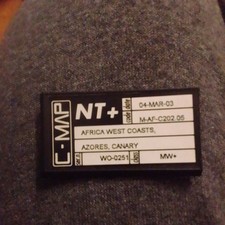 C-MAP
NT+
04-MAR-03
M-AF-C202.05
AFRICA WEST COASTS,
AZORES, CANARY
WO-0251
MW+